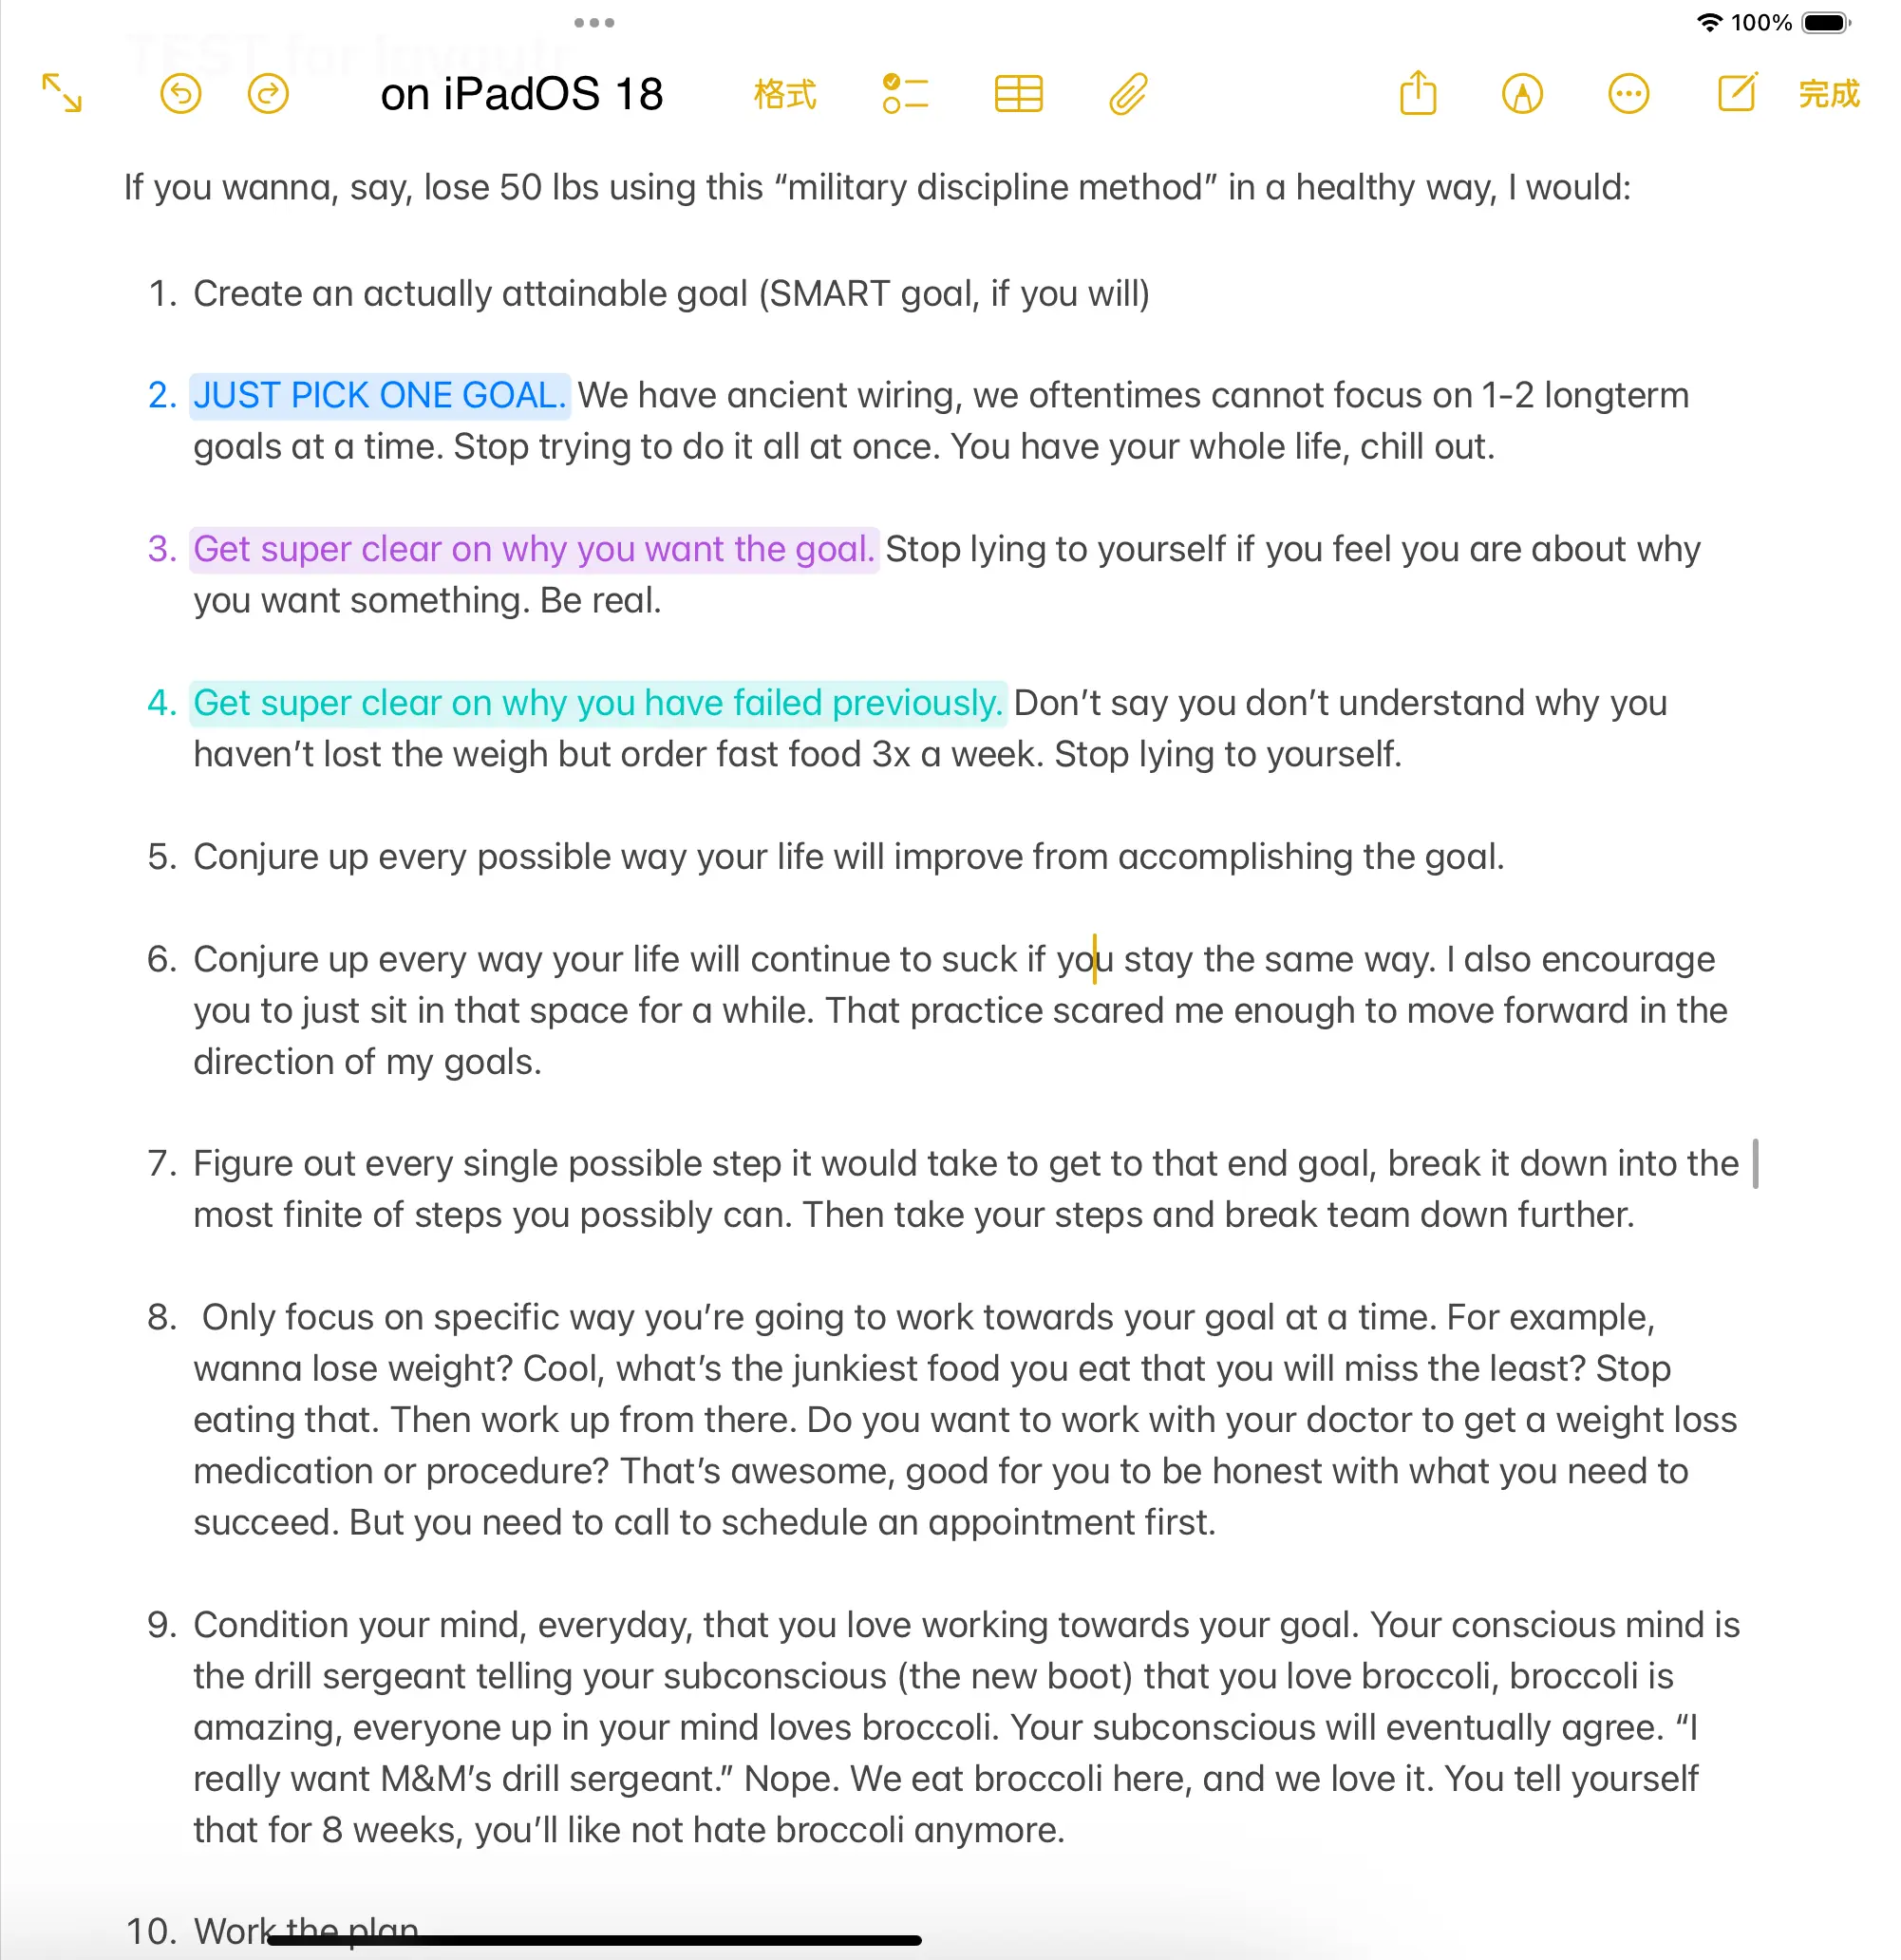 100%
on iPadOS 18
格式
完成
If you wanna, say, lose 50 lbs using this “military discipline method” in a healthy way, I would:
1. Create an actually attainable goal (SMART goal, if you will)
2. JUST PICK ONE GOAL. We have ancient wiring, we oftentimes cannot focus on 1-2 longterm
goals at a time. Stop trying to do it all at once. You have your whole life, chill out.
3. Get super clear on why you want the goal. Stop lying to yourself if you feel you are about why
you want something. Be real.
4. Get super clear on why you have failed previously. Don’t say you don’t understand why you
haven’t lost the weigh but order fast food 3x a week. Stop lying to yourself.
5. Conjure up every possible way your life will improve from accomplishing the goal.
6. Conjure up every way your life will continue to suck if you stay the same way. I also encourage
you to just sit in that space for a while. That practice scared me enough to move forward in the
direction of my goals.
7. Figure out every single possible step it would take to get to that end goal, break it down into the
most finite of steps you possibly can. Then take your steps and break team down further.
8. Only focus on specific way you’re going to work towards your goal at a time. For example,
wanna lose weight? Cool, what’s the junkiest food you eat that you will miss the least? Stop
eating that. Then work up from there. Do you want to work with your doctor to get a weight loss
medication or procedure? That’s awesome, good for you to be honest with what you need to
succeed. But you need to call to schedule an appointment first.
9. Condition your mind, everyday, that you love working towards your goal. Your conscious mind is
the drill sergeant telling your subconscious (the new boot) that you love broccoli, broccoli is
amazing, everyone up in your mind loves broccoli. Your subconscious will eventually agree. “I
really want M&M’s drill sergeant.” Nope. We eat broccoli here, and we love it. You tell yourself
that for 8 weeks, you’ll like not hate broccoli anymore.
10. Work the plan